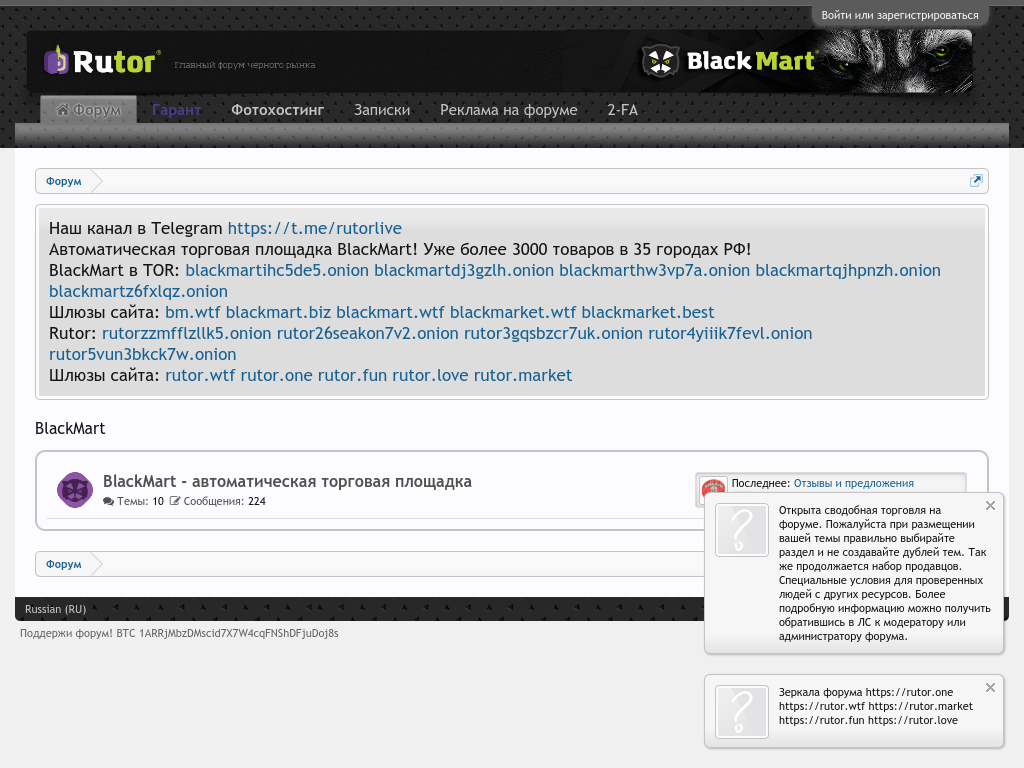 Войти или зарегистрироваться
Rutor
Главный форум черного рынка
BlackMart
Форум
Гарант
Фотохостинг
Записки
Реклама на форуме
2-FA
Форум
Наш канал в Telegram https://t.me/rutorlive
Автоматическая торговая площадка BlackMart! Уже более 3000 товаров в 35 городах РФ!
BlackMart в TOR: blackmartihc5de5.onion blackmartdj3gzlh.onion blackmarthw3vp7a.onion blackmartqjhpnzh.onion
blackmartz6fxlqz.onion
Шлюзы сайта: bm.wtf blackmart.biz blackmart.wtf blackmarket.wtf blackmarket.best
Rutor: rutorzzmfflzllk5.onion rutor26seakon7v2.onion rutor3gqsbzcr7uk.onion rutor4yiiik7fevl.onion
rutor5vun3bkck7w.onion
Шлюзы сайта: rutor.wtf rutor.one rutor.fun rutor.love rutor.market
BlackMart
BlackMart - автоматическая торговая площадка
Темы: 10 Сообщения: 224
Последнее: Отзывы и предложения
Открыта сводобная торговля на
форуме. Пожалуйста при размещении
вашей темы правильно выбирайте
раздел и не создавайте дублей тем. Так
же продолжается набор продавцов.
Специальные условия для проверенных
людей с других ресурсов. Более
подробную информацию можно получить
обратившись в ЛС к модератору или
администратору форума.
Форум
Russian (RU)
Поддержи форум! BTC 1ARRjMbzDMscid7X7W4cqFNShDFjuDoj8s
Зеркала форума https://rutor.one
https://rutor.wtf https://rutor.market
https://rutor.fun https://rutor.love